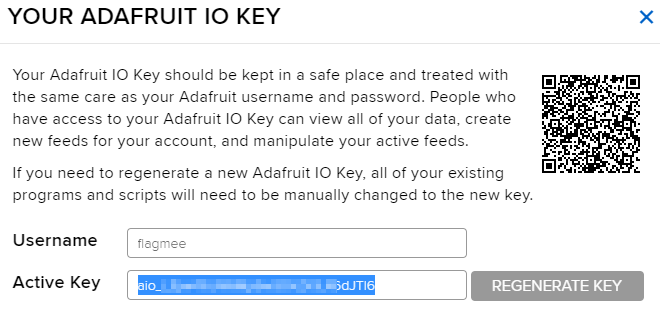 YOUR ADAFRUIT IO KEY
Your Adafruit IO Key should be kept in a safe place and treated with
the same care as your Adafruit username and password. People who
have access to your Adafruit IO Key can view all of your data, create
new feeds for your account, and manipulate your active feeds.
If you need to regenerate a new Adafruit IO Key, all of your existing
programs and scripts will need to be manually changed to the new key.
Username
flagmee
Active Key
REGENERATE KEY